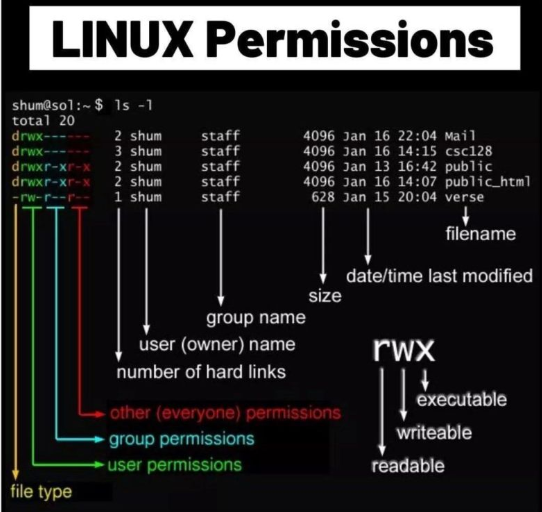 LINUX Permissions
shum@sol:~$ ls -l
total 20
drwx------ 2 shum staff 4096 Jan 16 22:04 Mail
drwx------ 3 shum staff 4096 Jan 16 14:15 csc128
drwxr-xr-x 2 shum staff 4096 Jan 13 16:42 public
drwxr-xr-x 2 shum staff 4096 Jan 16 14:07 public_html
-rw-r--r-- 1 shum staff 628 Jan 15 20:04 verse
filename
date/time last modified
size
group name
user (owner) name
number of hard links
rwx
executable
writeable
readable
other (everyone) permissions
group permissions
user permissions
file type